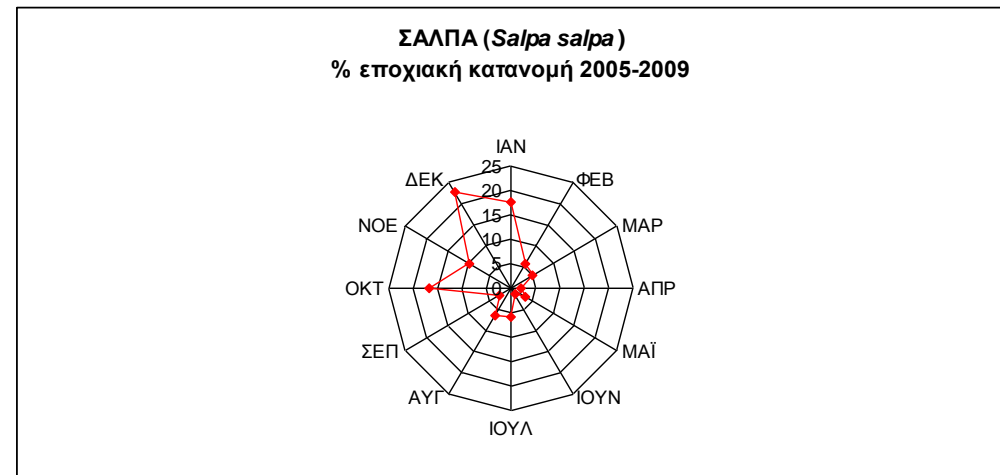 ΣΑΛΠΑ (Salpa salpa)
% εποχιακή κατανομή 2005-2009
ΙΑΝ
25
ΔΕΚ
ΦΕΒ
20
ΝΟΕ
15
ΜΑΡ
10
5
ΟΚΤ
0
ΑΠΡ
ΣΕΠ
ΜΑΪ
ΑΥΓ
ΙΟΥΝ
ΙΟΥΛ